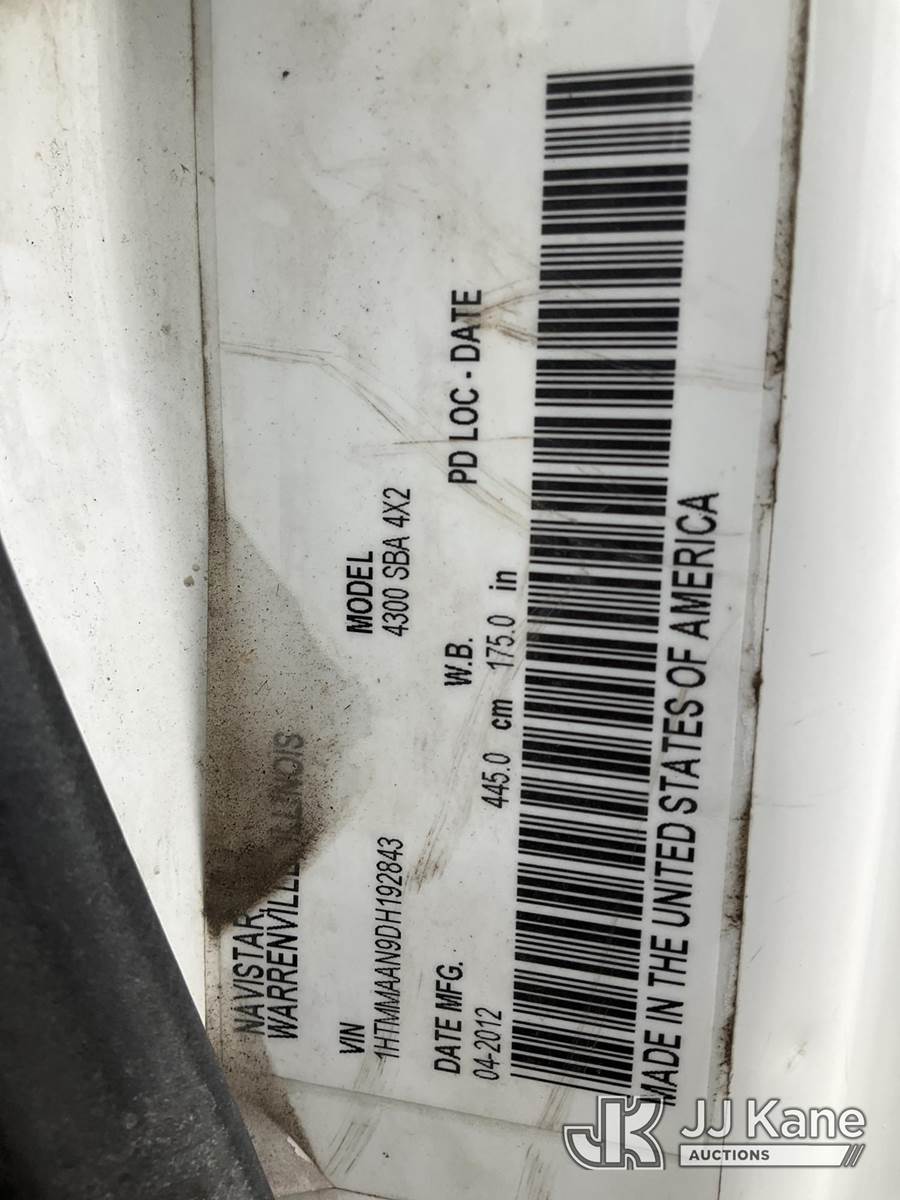 NAVISTAR,
WARRENVILLE ILLINOIS
VIN
1HTMMAAN9DH192843
MODEL
4300 SBA 4X2
DATE MFG.
04-2012
W.B.
445.0 cm 175.0 in
PD LOC - DATE
MADE IN THE UNITED STATES OF AMERICA
JK
JJ Kane
AUCTIONS